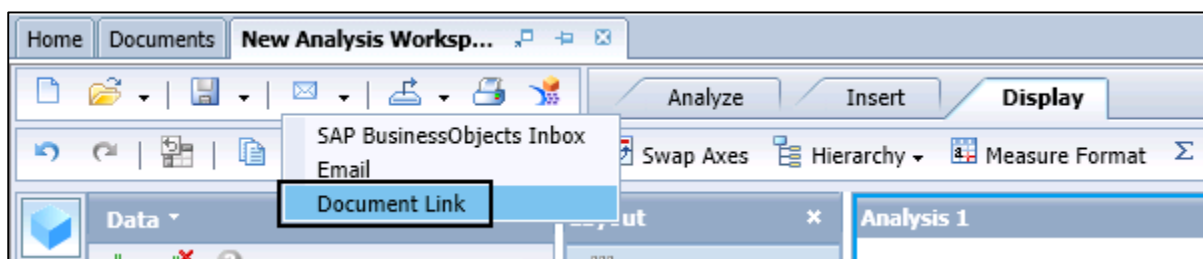 Home Documents New Analysis Worksp...
Analyze Insert Display
SAP BusinessObjects Inbox
Swap Axes Hierarchy Measure Format Σ
Email
Document Link
Data Analysis 1